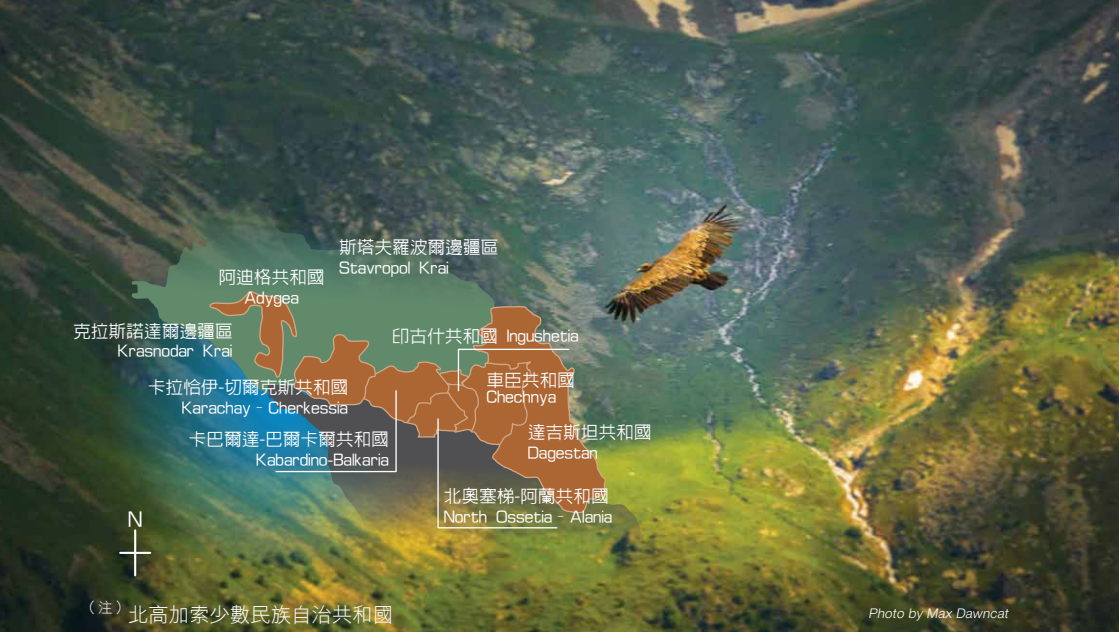 斯塔夫羅波爾邊疆區
Stavropol Krai
阿迪格共和國
Adygea
克拉斯諾達爾邊疆區
Krasnodar Krai
印古什共和國 Ingushetia
車臣共和國
Chechnya
卡拉恰伊-切爾克斯共和國
Karachay - Cherkessia
達吉斯坦共和國
Dagestan
卡巴爾達-巴爾卡爾共和國
Kabardino-Balkaria
北奧塞梯-阿蘭共和國
North Ossetia - Alania
N
（注）北高加索少數民族自治共和國
Photo by Max Dawncat